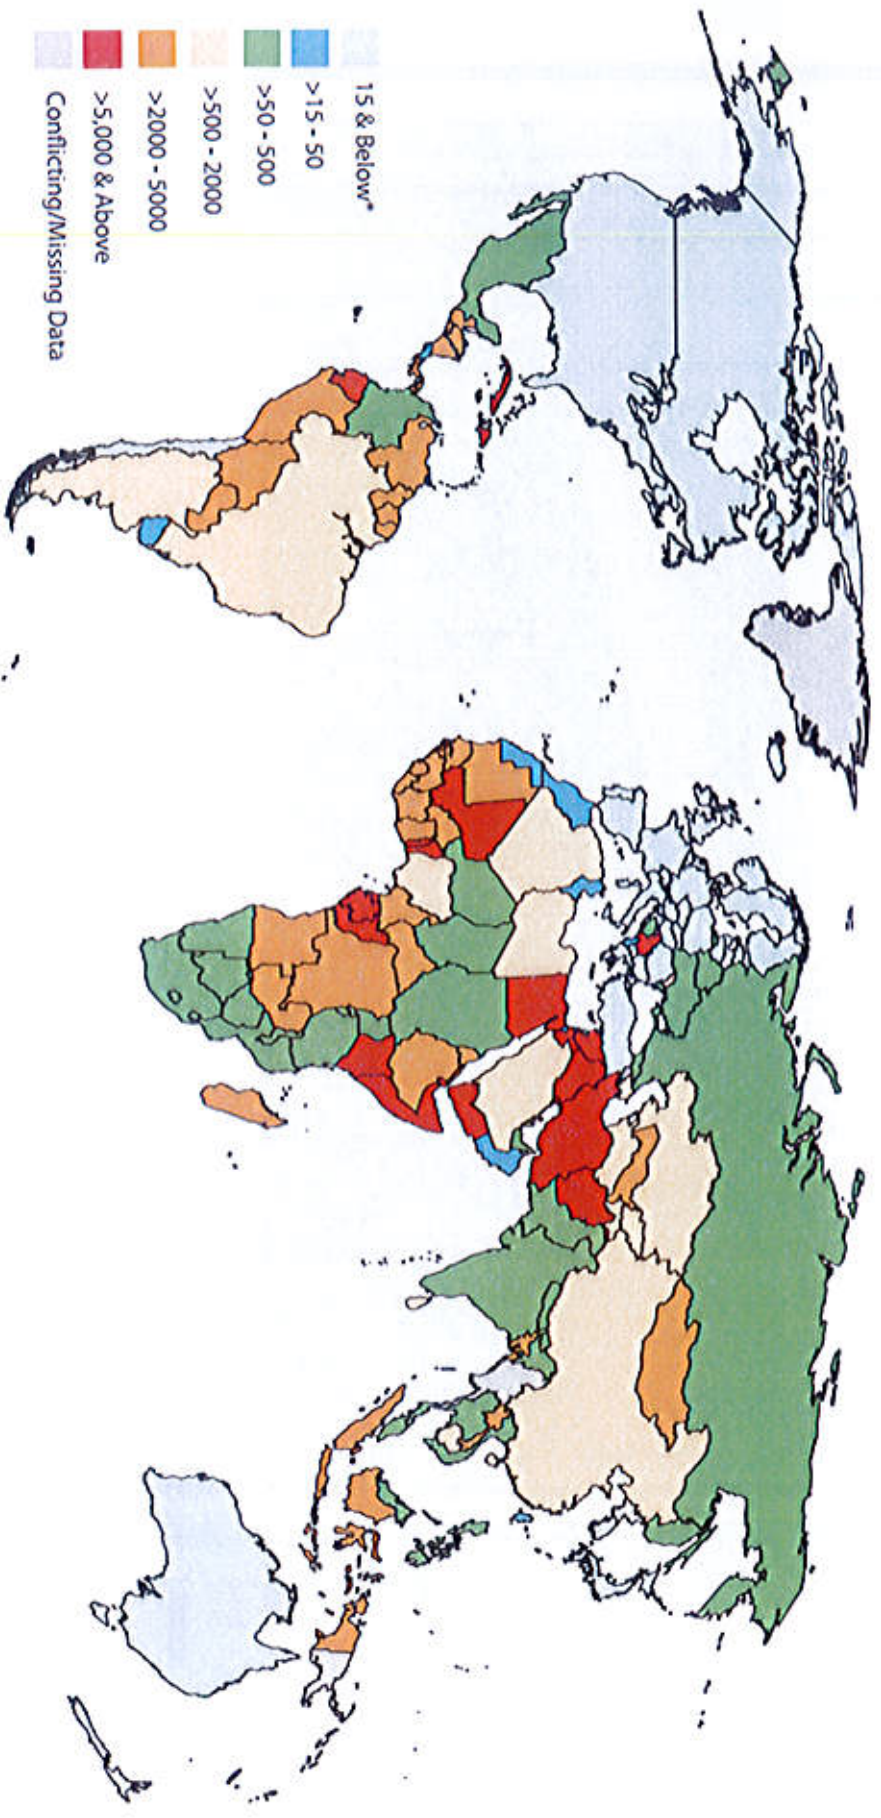 15 & Below*
>15 - 50
>50 - 500
>500 - 2000
>2000 - 5000
>5,000 & Above
Conflicting/Missing Data